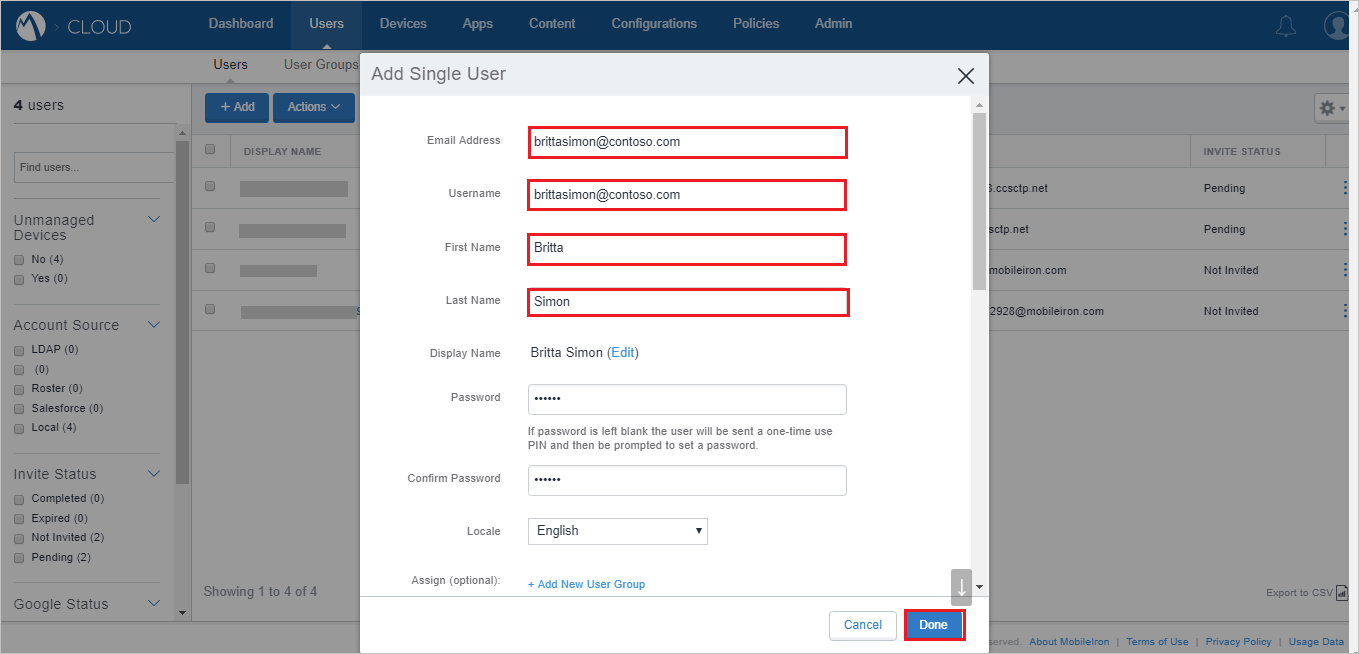 CLOUD
Dashboard Users Devices Apps Content Configurations Policies Admin
Users User Groups
4 users
Find users...
Unmanaged
Devices
No (4)
Yes (0)
Account Source
LDAP (0)
(0)
Roster (0)
Salesforce (0)
Local (4)
Invite Status
Completed (0)
Expired (0)
Not Invited (2)
Pending (2)
Google Status
+ Add Actions
DISPLAY NAME INVITE STATUS
.ccsctp.net Pending
sctp.net Pending
mobileiron.com Not Invited
2928@mobileiron.com Not Invited
Showing 1 to 4 of 4
Export to CSV
Add Single User
Email Address brittasimon@contoso.com
Username brittasimon@contoso.com
First Name Britta
Last Name Simon
Display Name Britta Simon (Edit)
Password ••••••
If password is left blank the user will be sent a one-time use
PIN and then be prompted to set a password.
Confirm Password ••••••
Locale English
Assign (optional): + Add New User Group
Cancel Done
served. About MobileIron | Terms of Use | Privacy Policy | Usage Data